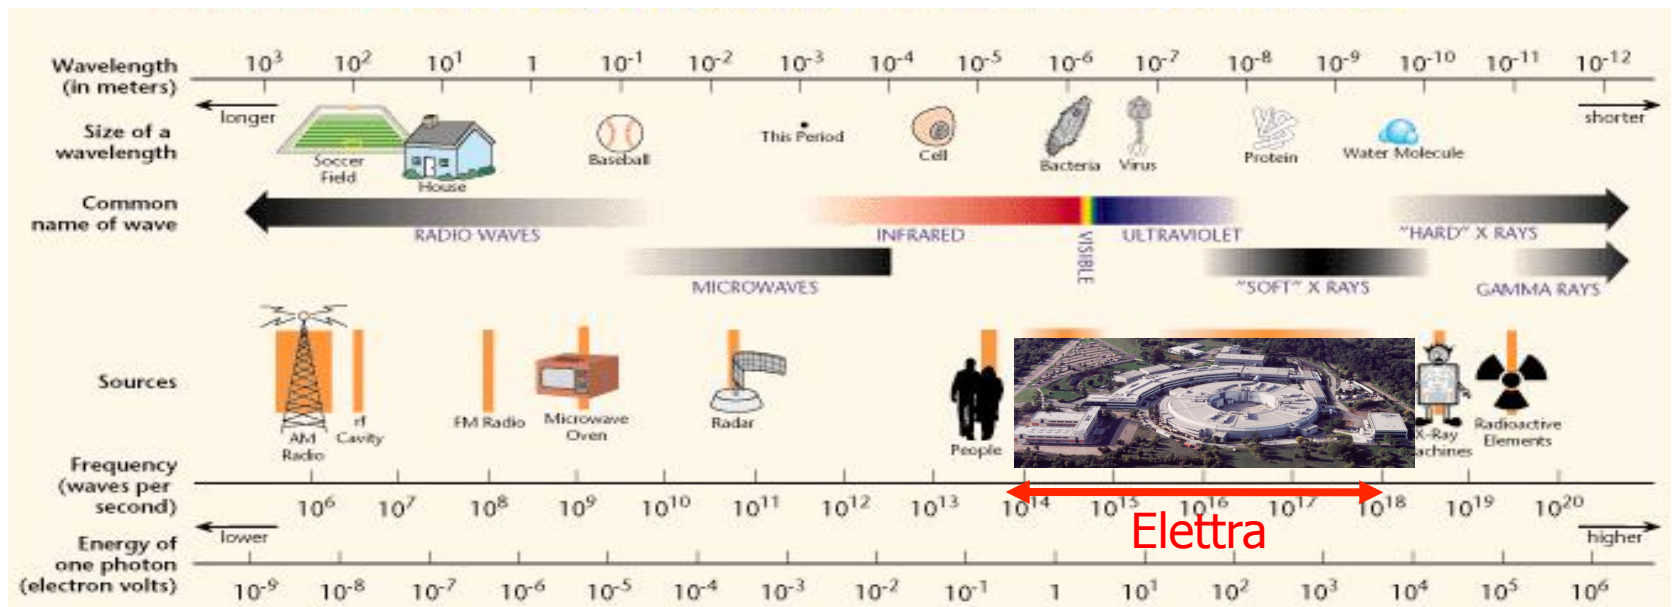 Wavelength
(in meters)
10³ 10² 10¹ 1 10⁻¹ 10⁻² 10⁻³ 10⁻⁴ 10⁻⁵ 10⁻⁶ 10⁻⁷ 10⁻⁸ 10⁻⁹ 10⁻¹⁰ 10⁻¹¹ 10⁻¹²
longer
shorter
Size of a
wavelength
Soccer
Field
House
Baseball
This Period
Cell
Bacteria
Virus
Protein
Water Molecule
Common
name of wave
RADIO WAVES
INFRARED
VISIBLE
ULTRAVIOLET
"HARD" X RAYS
MICROWAVES
"SOFT" X RAYS
GAMMA RAYS
Sources
AM
Radio
rf
Cavity
FM Radio
Microwave
Oven
Radar
People
X-Ray
Radioactive
Elements
Frequency
(waves per
second)
10⁶ 10⁷ 10⁸ 10⁹ 10¹⁰ 10¹¹ 10¹² 10¹³ 10¹⁴ 10¹⁵ 10¹⁶ 10¹⁷ 10¹⁸ 10¹⁹ 10²⁰
Elettra
lower
higher
Energy of
one photon
(electron volts)
10⁻⁹ 10⁻⁸ 10⁻⁷ 10⁻⁶ 10⁻⁵ 10⁻⁴ 10⁻³ 10⁻² 10⁻¹ 1 10¹ 10² 10³ 10⁴ 10⁵ 10⁶